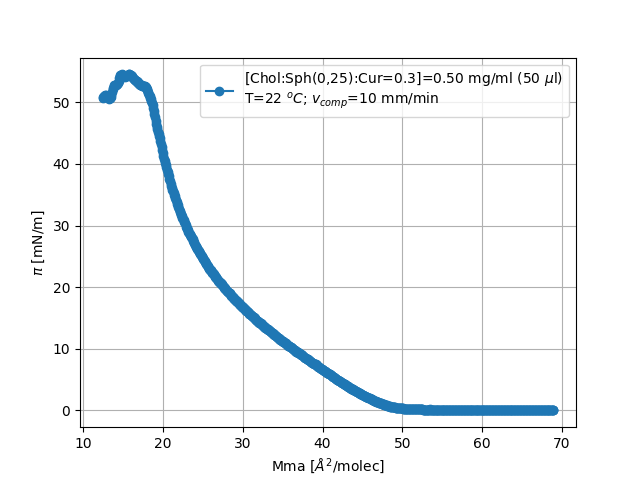 [Chol:Sph(0,25):Cur=0.3]=0.50 mg/ml (50 μl)
T=22 °C; v_comp=10 mm/min
π [mN/m]
50
40
30
20
10
0
10 20 30 40 50 60 70
Mma [Å²/molec]